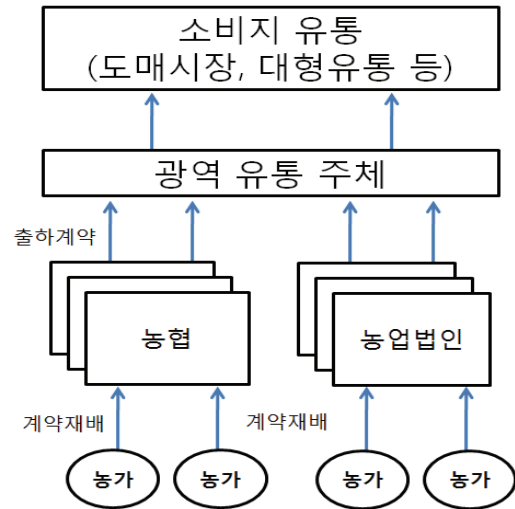 소비지 유통
(도매시장, 대형유통 등)
광역 유통 주체
출하계약
농협
농업법인
계약재배
계약재배
농가
농가
농가
농가